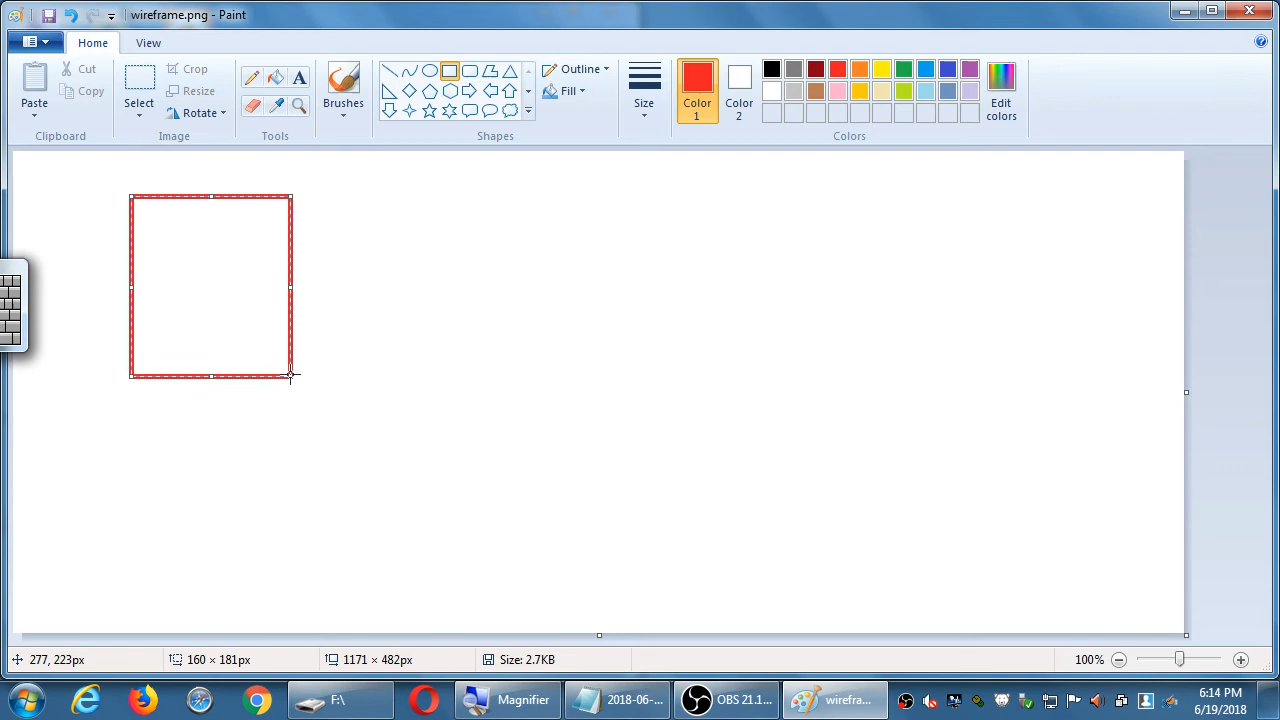 wireframe.png - Paint
Home View
Paste
Cut
Copy
Clipboard
Select
Crop
Resize
Rotate
Image
A
Tools
Brushes
Shapes
Outline
Fill
Size
Color 1
Color 2
Edit colors
Colors
277, 223px
160 × 181px
1171 × 482px
Size: 2.7KB
100%
F:\
Magnifier
2018-06-...
OBS 21.1...
wirefra...
6:14 PM
6/19/2018